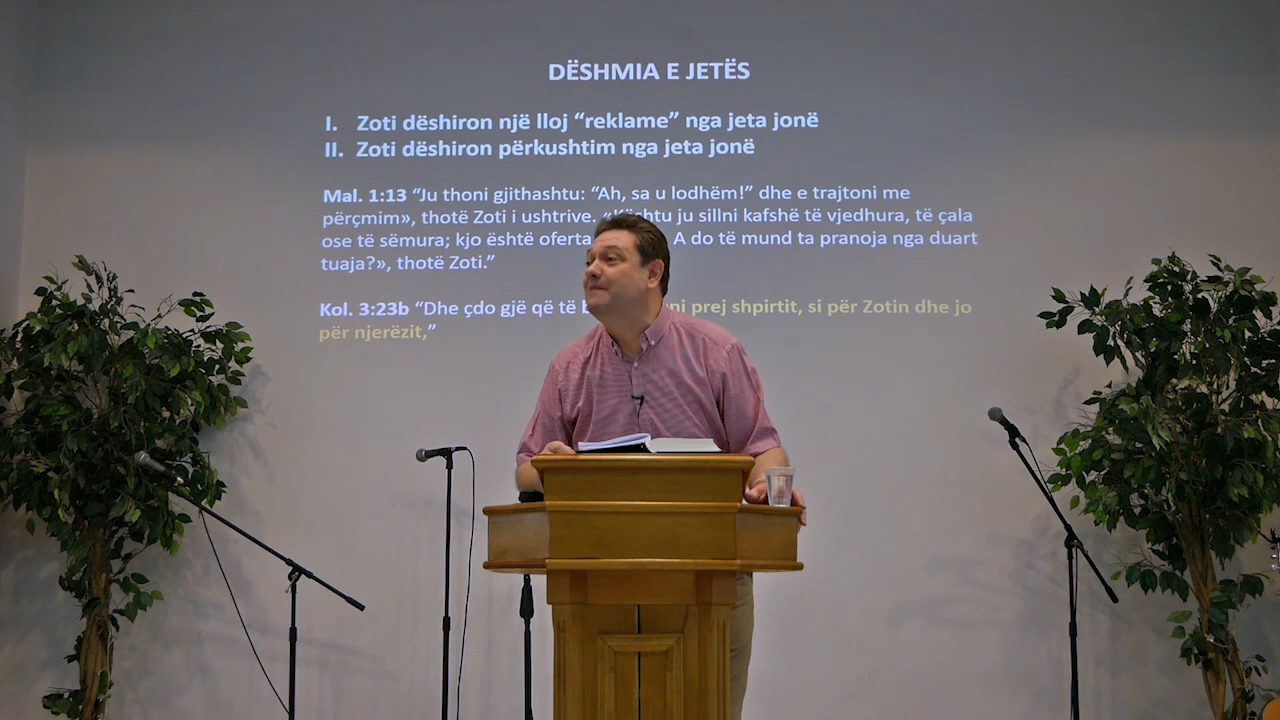 DËSHMIA E JETËS
I. Zoti dëshiron një lloj “reklame” nga jeta jonë
II. Zoti dëshiron përkushtim nga jeta jonë
Mal. 1:13 “Ju thoni gjithashtu: “Ah, sa u lodhëm!” dhe e trajtoni me
përçmim», thotë Zoti i ushtrive. «Kështu ju sillni kafshë të vjedhura, të çala
ose të sëmura; kjo është oferta A do të mund ta pranoja nga duart
tuaja?», thotë Zoti.”
Kol. 3:23b “Dhe çdo gjë që të prej shpirtit, si për Zotin dhe jo
për njerëzit,”